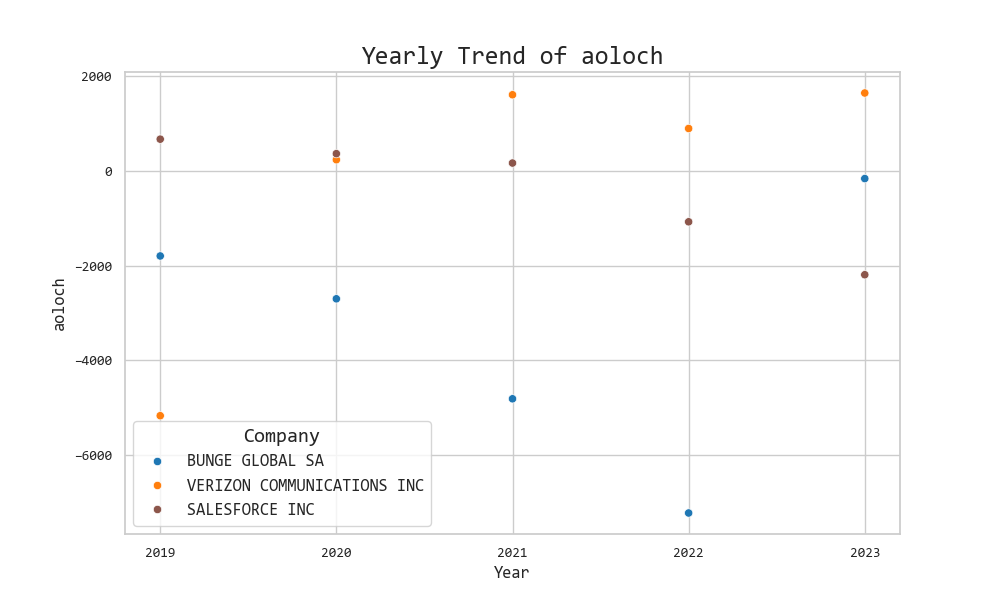 Yearly Trend of aoloch
2000
0
−2000
−4000
−6000
aoloch
Company
BUNGE GLOBAL SA
VERIZON COMMUNICATIONS INC
SALESFORCE INC
2019 2020 2021 2022 2023
Year